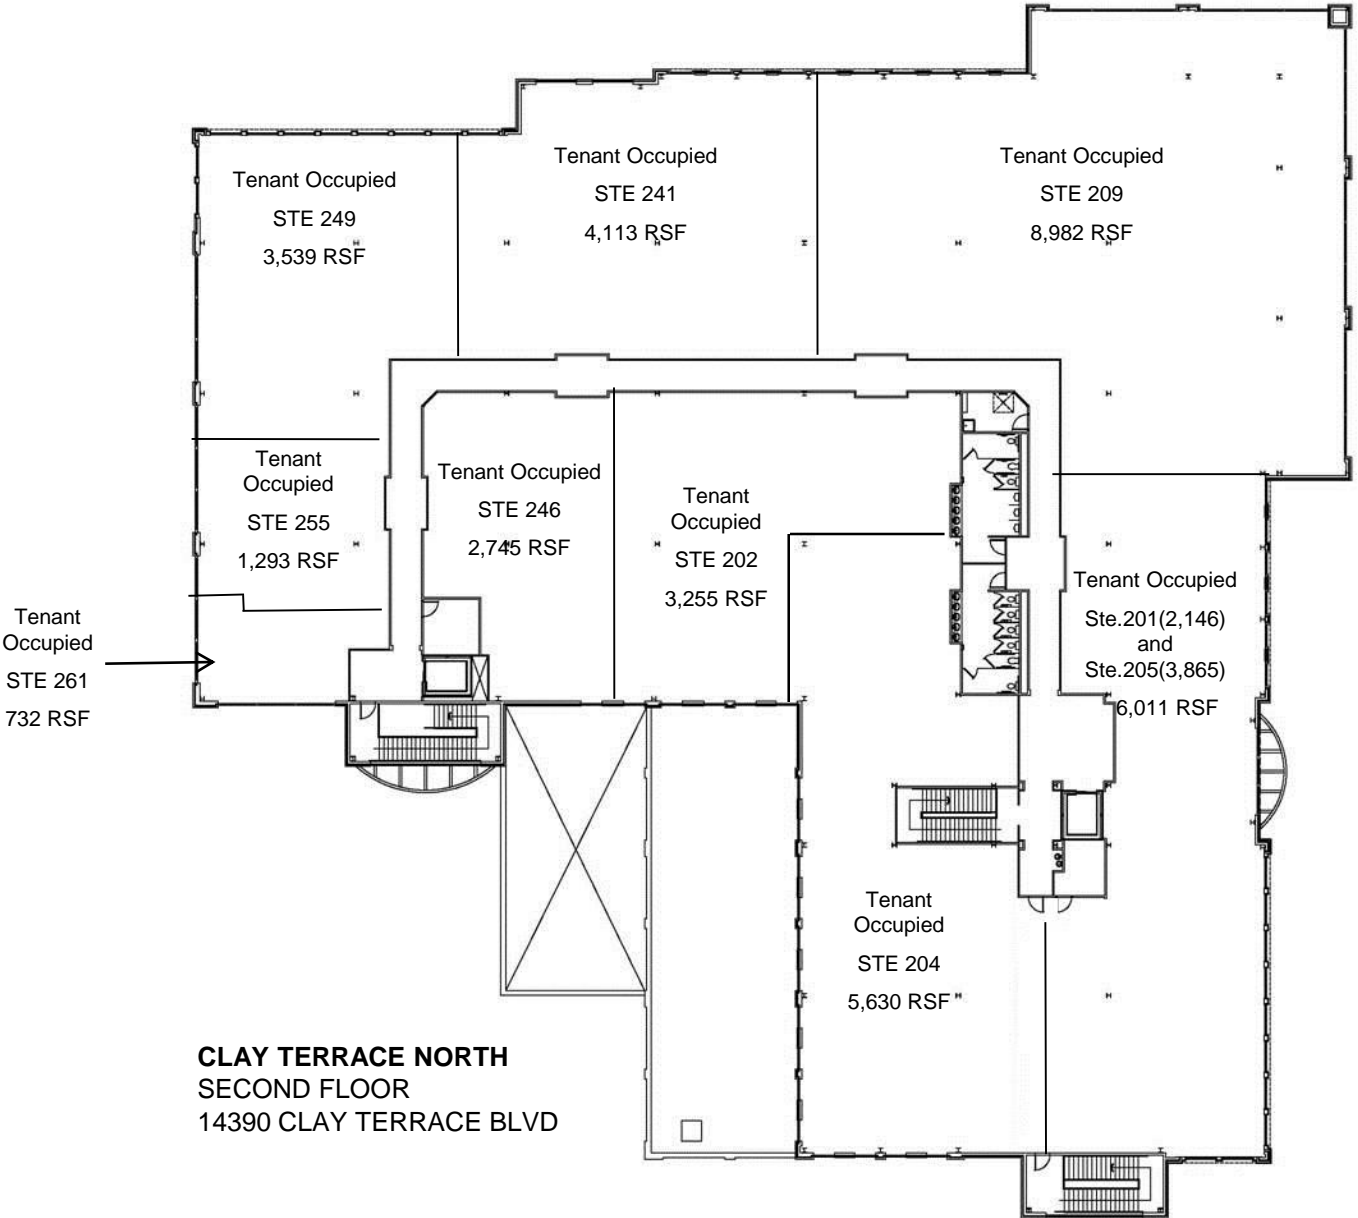 Tenant Occupied
STE 249
3,539 RSF
Tenant Occupied
STE 241
4,113 RSF
Tenant Occupied
STE 209
8,982 RSF
Tenant
Occupied
STE 255
1,293 RSF
Tenant Occupied
STE 246
2,745 RSF
Tenant
Occupied
STE 202
3,255 RSF
Tenant Occupied
Ste.201(2,146)
and
Ste.205(3,865)
6,011 RSF
Tenant
Occupied
STE 261
732 RSF
Tenant
Occupied
STE 204
5,630 RSF
CLAY TERRACE NORTH
SECOND FLOOR
14390 CLAY TERRACE BLVD